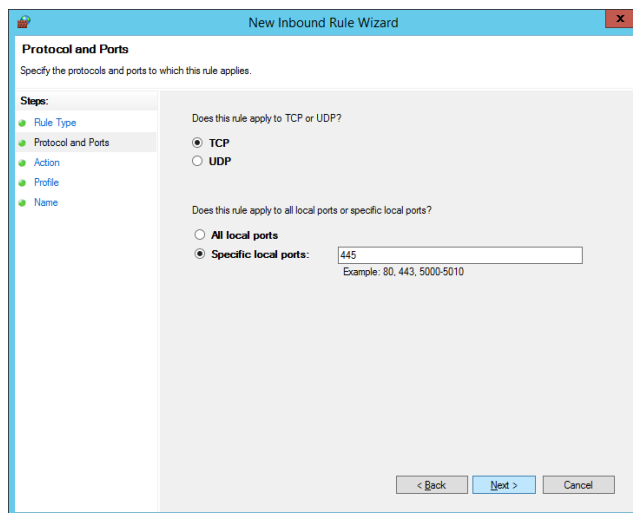 New Inbound Rule Wizard
x
Protocol and Ports
Specify the protocols and ports to which this rule applies.
Steps:
Rule Type
Protocol and Ports
Action
Profile
Name
Does this rule apply to TCP or UDP?
TCP
UDP
Does this rule apply to all local ports or specific local ports?
All local ports
Specific local ports:
445
Example: 80, 443, 5000-5010
< Back
Next >
Cancel